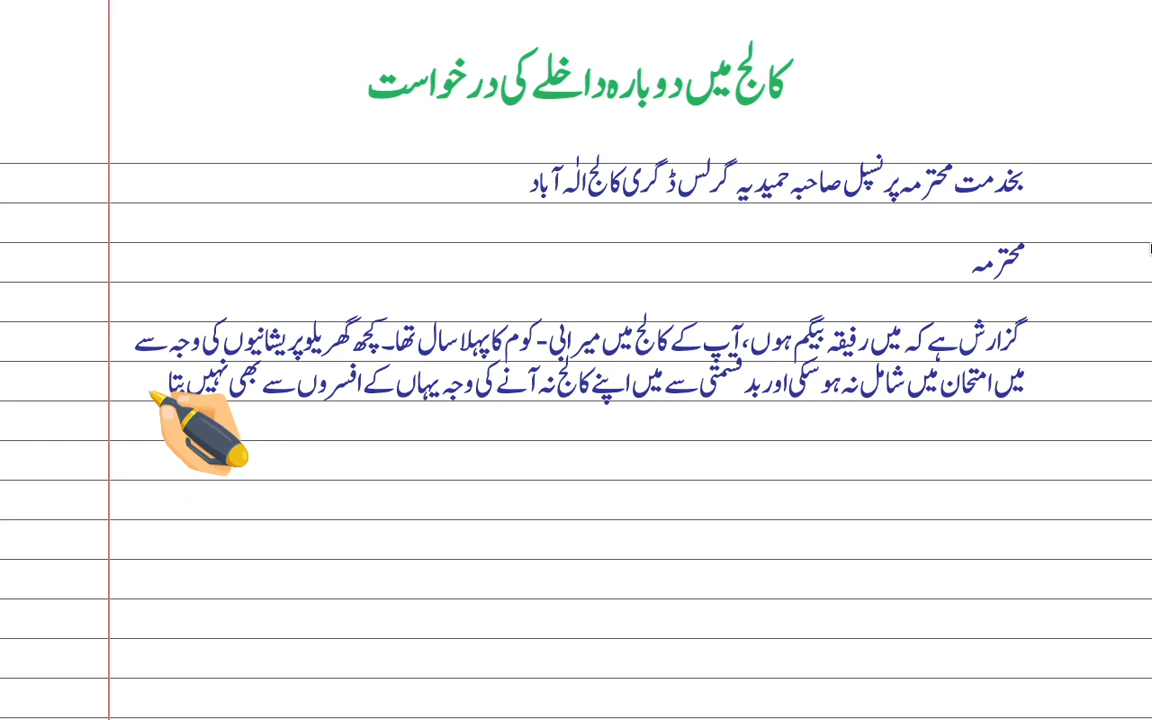 کالج میں دوبارہ داخلے کی درخواست
بخدمت محترمہ پرنسپل صاحبہ حمیدیہ گرلس ڈگری کالج الٰہ آباد
محترمہ
گزارش ہے کہ میں رفیقہ بیگم ہوں، آپ کے کالج میں میرا بی-کوم کا پہلا سال تھا۔ کچھ گھریلو پریشانیوں کی وجہ سے
میں امتحان میں شامل نہ ہو سکی اور بدقسمتی سے میں اپنے کالج نہ آنے کی وجہ یہاں کے افسروں سے بھی نہیں بتا